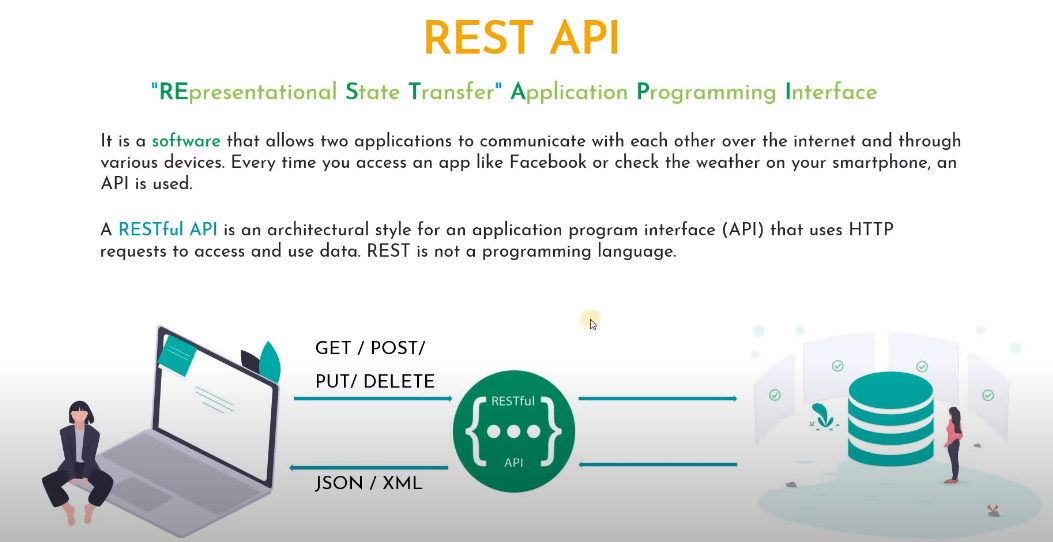 REST API
"REpresentational State Transfer" Application Programming Interface
It is a software that allows two applications to communicate with each other over the internet and through
various devices. Every time you access an app like Facebook or check the weather on your smartphone, an
API is used.
A RESTful API is an architectural style for an application program interface (API) that uses HTTP
requests to access and use data. REST is not a programming language.
GET / POST/
PUT/ DELETE
RESTful
{...}
API
JSON / XML